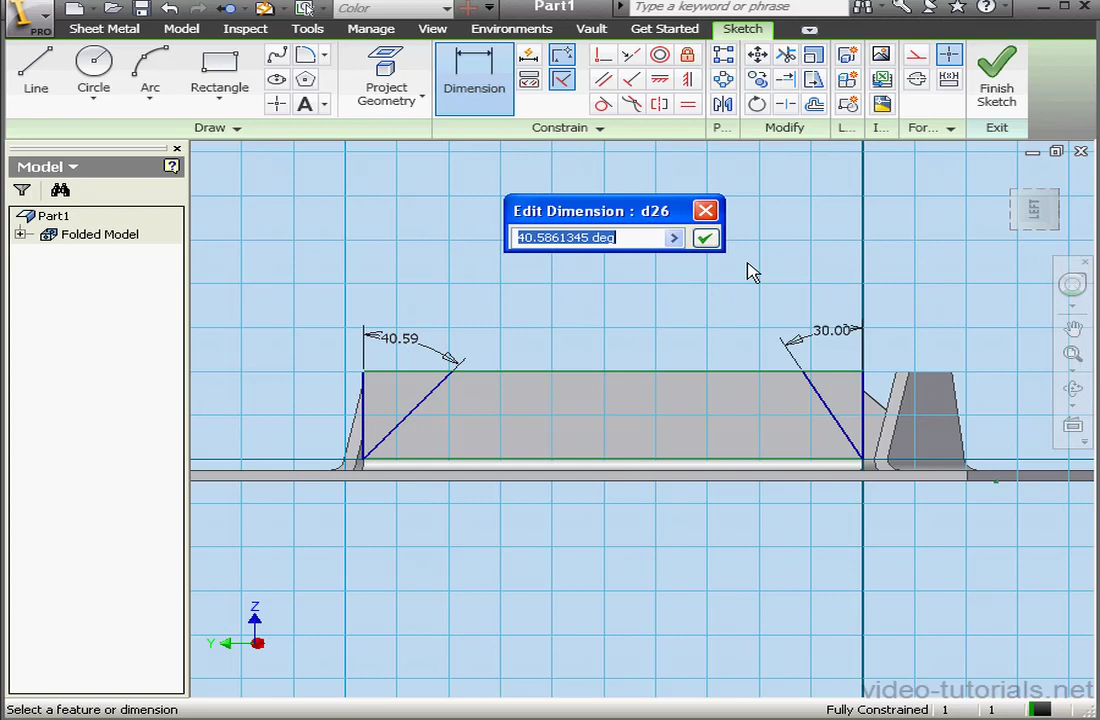 PRO
Color
Part1
Type a keyword or phrase
Sheet Metal
Model
Inspect
Tools
Manage
View
Environments
Vault
Get Started
Sketch
Line
Circle
Arc
Rectangle
A
Project
Geometry
Dimension
Finish
Sketch
Draw
Constrain
P...
Modify
L...
I...
For...
Exit
Model
Part1
Folded Model
Edit Dimension : d26
40.5861345 deg
LEFT
40.59
30.00
Z
Y
video-tutorials.net
Select a feature or dimension
Fully Constrained
1
1